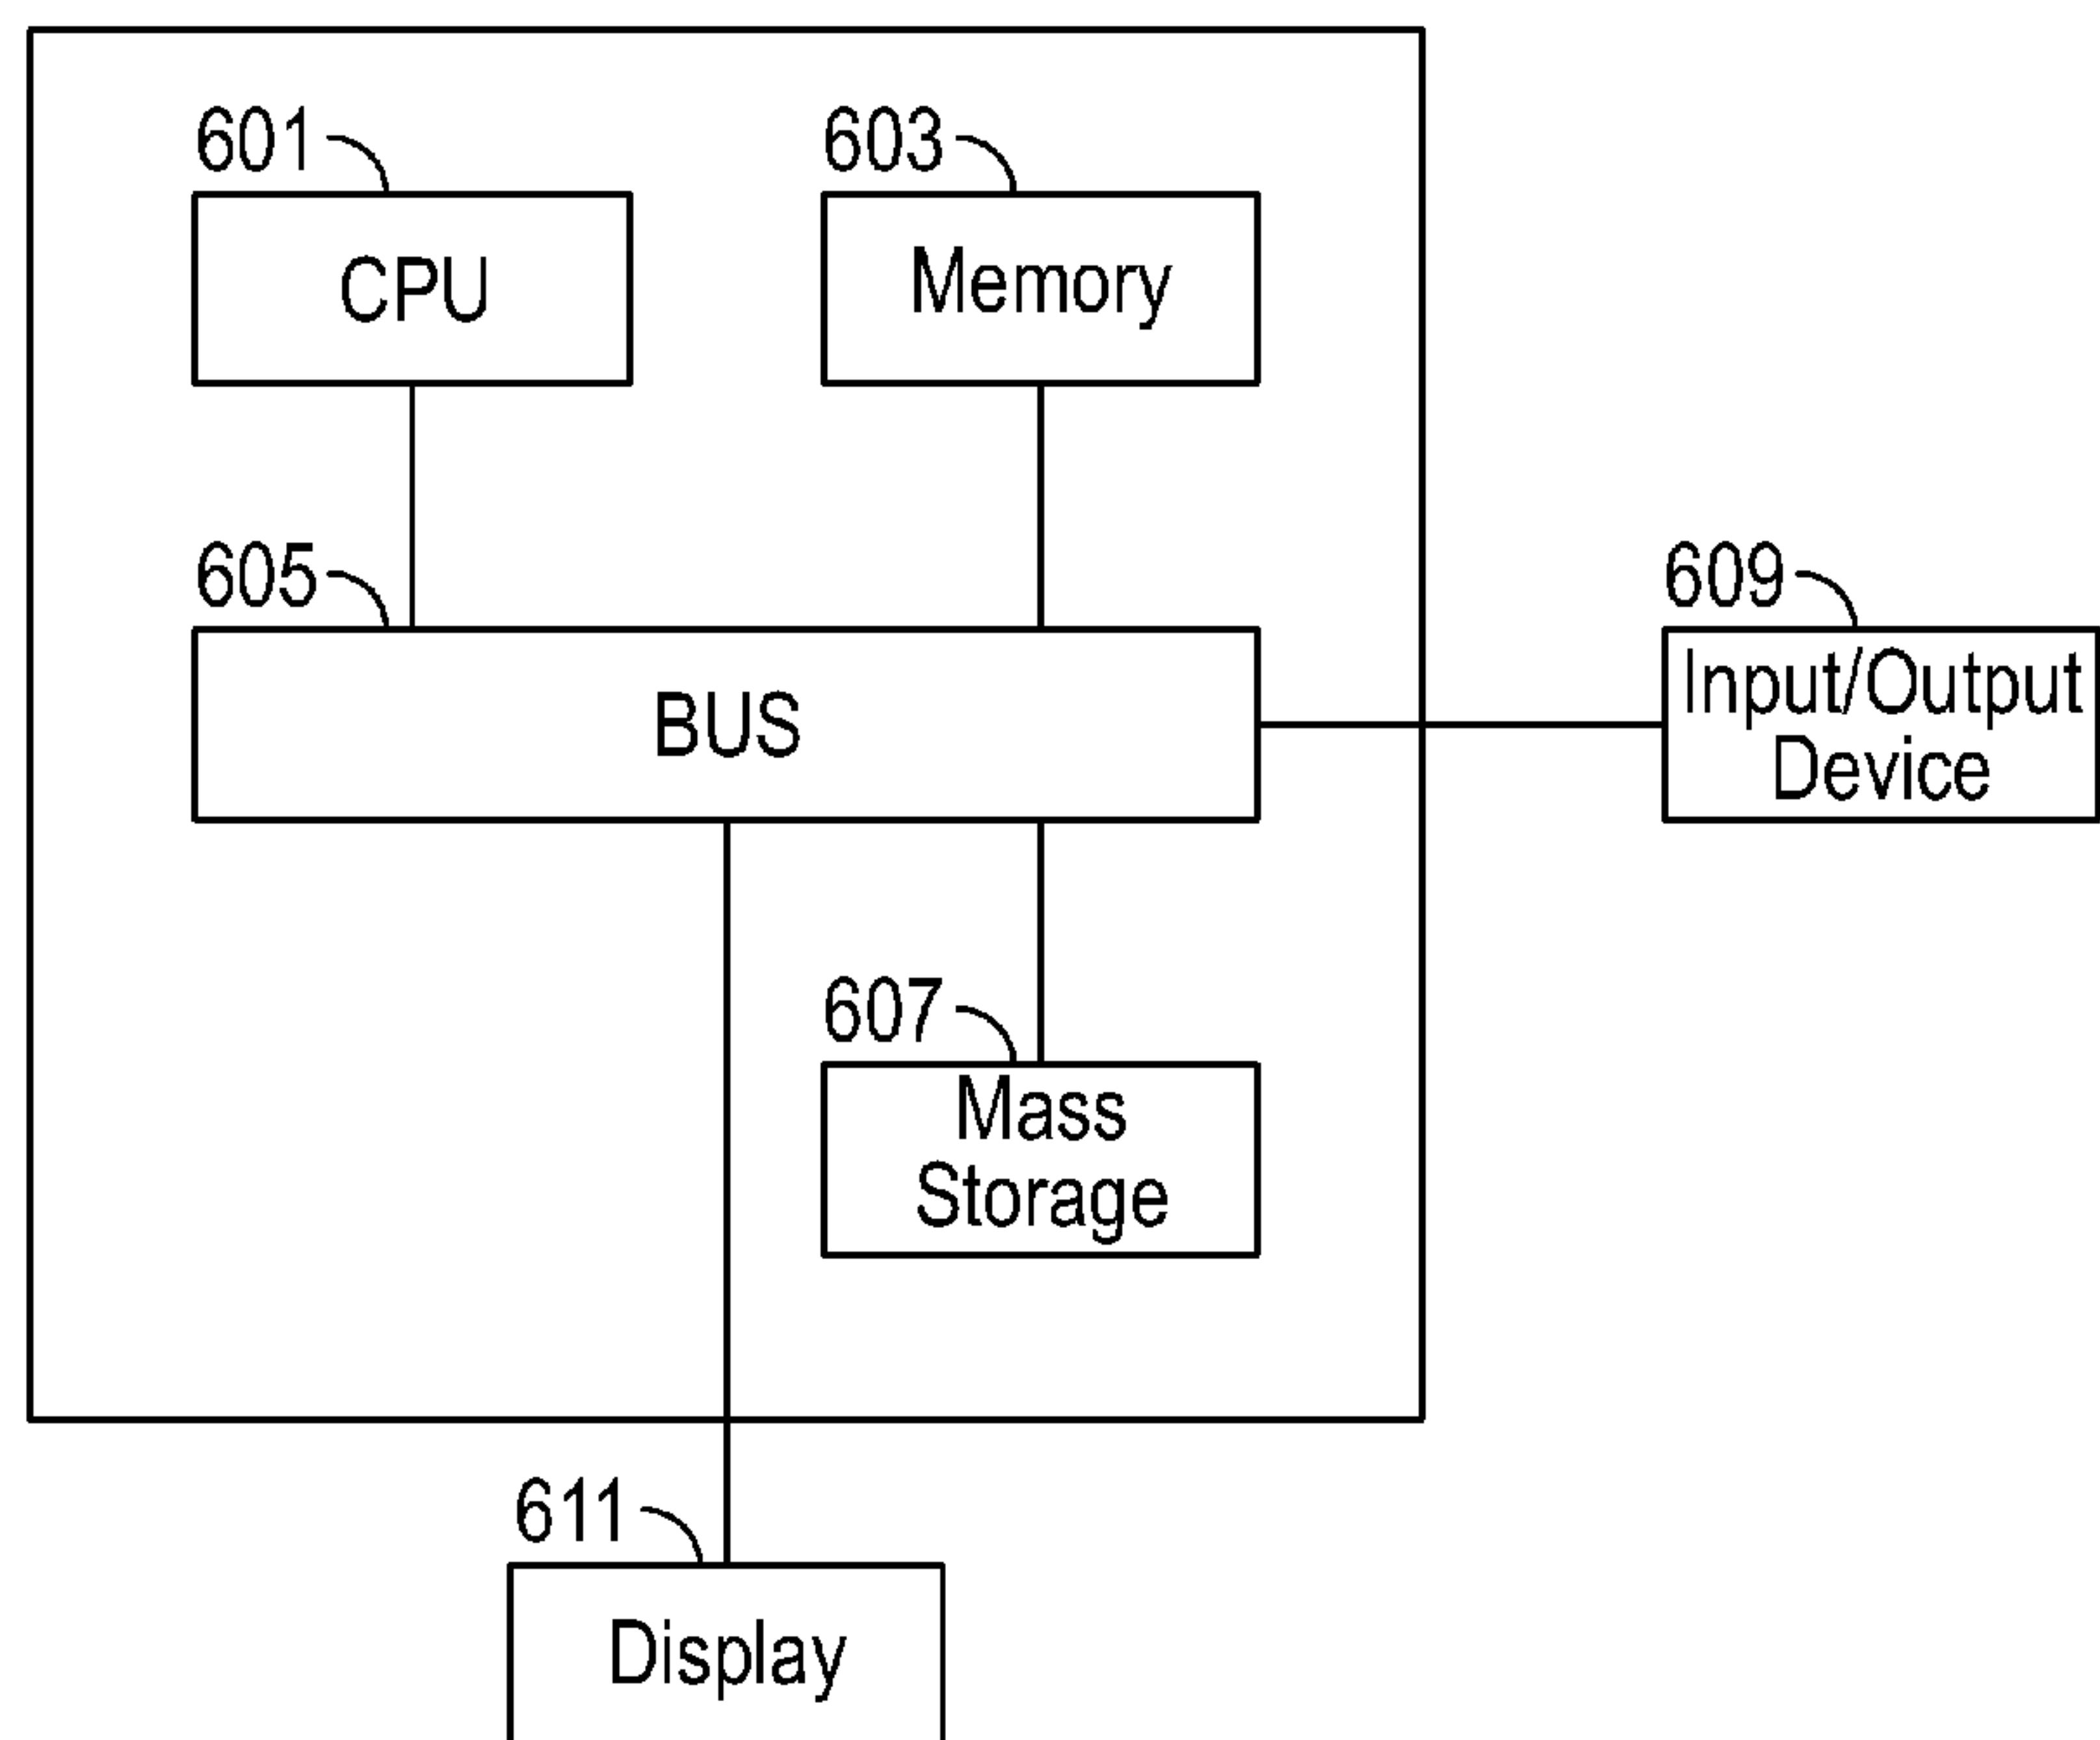 601
603
CPU
Memory
605
609
BUS
Input/Output
Device
607
Mass
Storage
611
Display